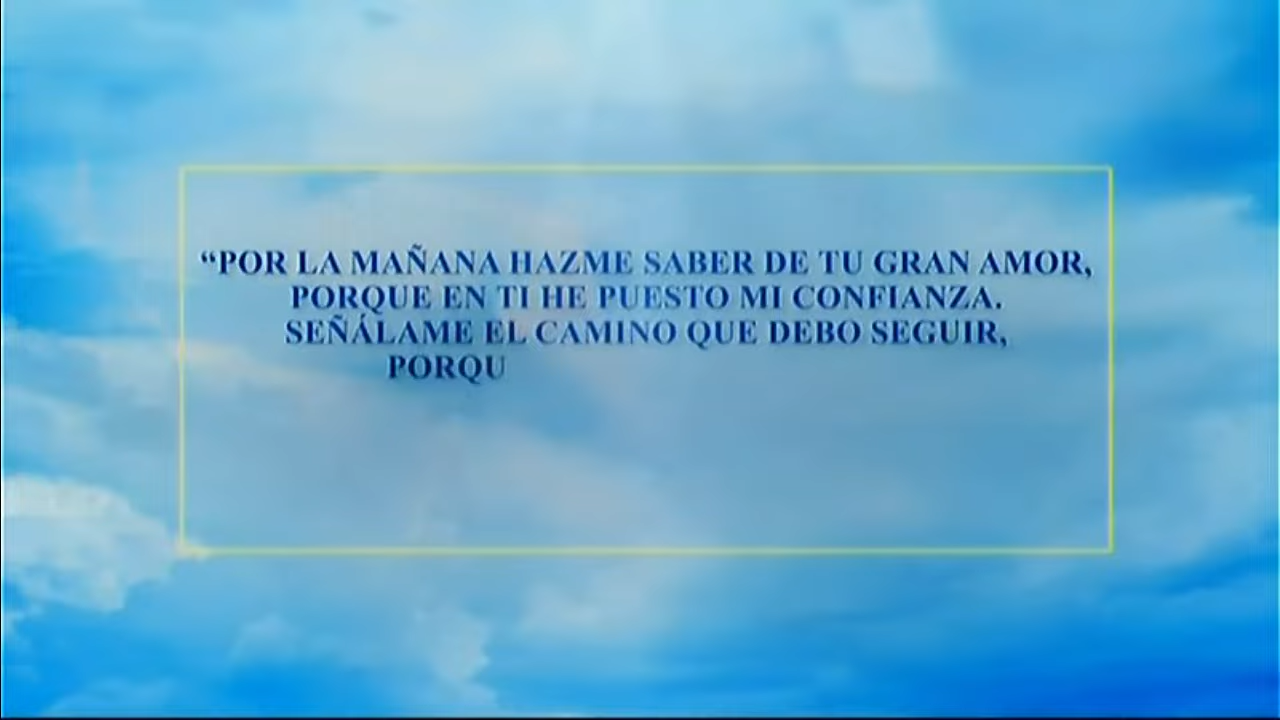 “POR LA MAÑANA HAZME SABER DE TU GRAN AMOR,
PORQUE EN TI HE PUESTO MI CONFIANZA.
SEÑÁLAME EL CAMINO QUE DEBO SEGUIR,
PORQU